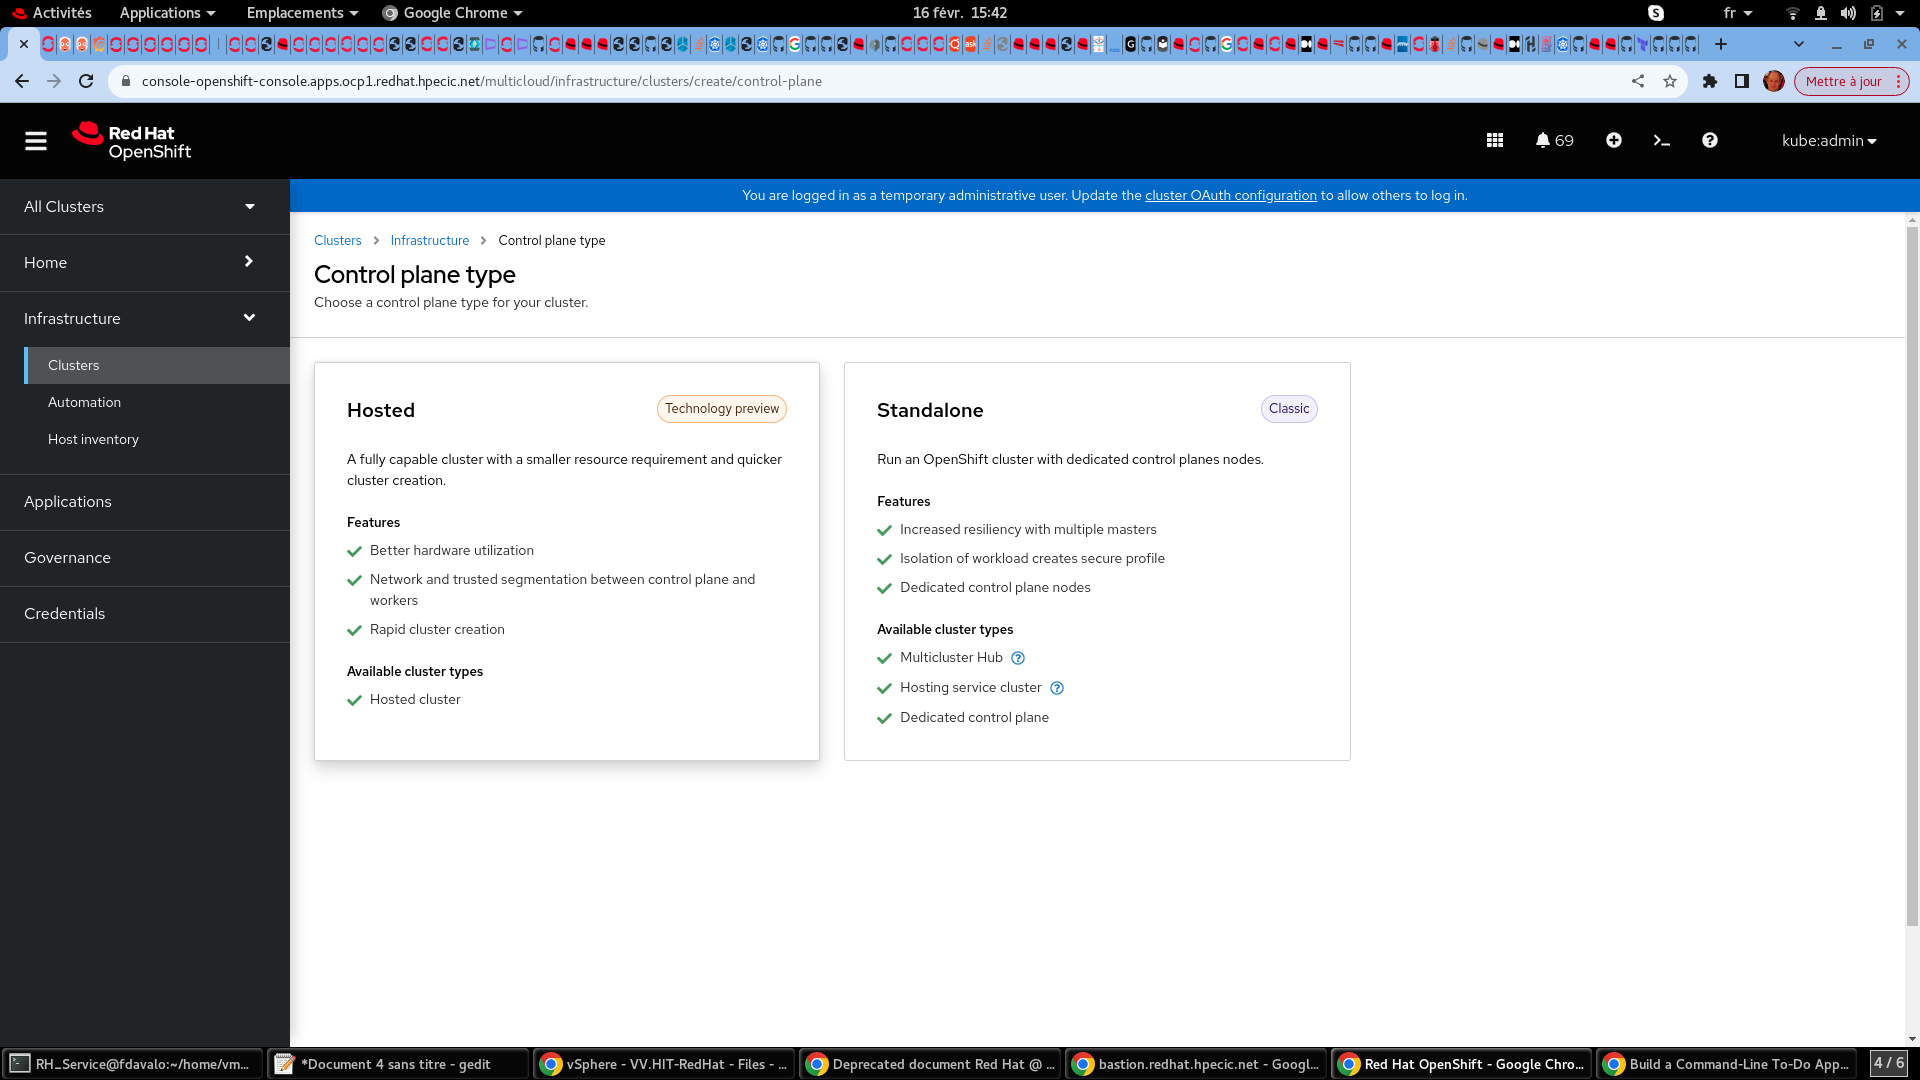 Activités Applications Emplacements Google Chrome 16 févr. 15:42 fr
console-openshift-console.apps.ocp1.redhat.hpecic.net/multicloud/infrastructure/clusters/create/control-plane Mettre à jour
Red Hat
OpenShift
69 kube:admin
You are logged in as a temporary administrative user. Update the cluster OAuth configuration to allow others to log in.
All Clusters
Home
Infrastructure
Clusters
Automation
Host inventory
Applications
Governance
Credentials
Clusters Infrastructure Control plane type
Control plane type
Choose a control plane type for your cluster.
Hosted Technology preview
A fully capable cluster with a smaller resource requirement and quicker
cluster creation.
Features
Better hardware utilization
Network and trusted segmentation between control plane and
workers
Rapid cluster creation
Available cluster types
Hosted cluster
Standalone Classic
Run an OpenShift cluster with dedicated control planes nodes.
Features
Increased resiliency with multiple masters
Isolation of workload creates secure profile
Dedicated control plane nodes
Available cluster types
Multicluster Hub
Hosting service cluster
Dedicated control plane
RH_Service@fdavalo:~/home/vm... *Document 4 sans titre - gedit vSphere - VV.HIT-RedHat - Files - ... Deprecated document Red Hat @ ... bastion.redhat.hpecic.net - Googl... Red Hat OpenShift - Google Chro... Build a Command-Line To-Do App... 4 / 6